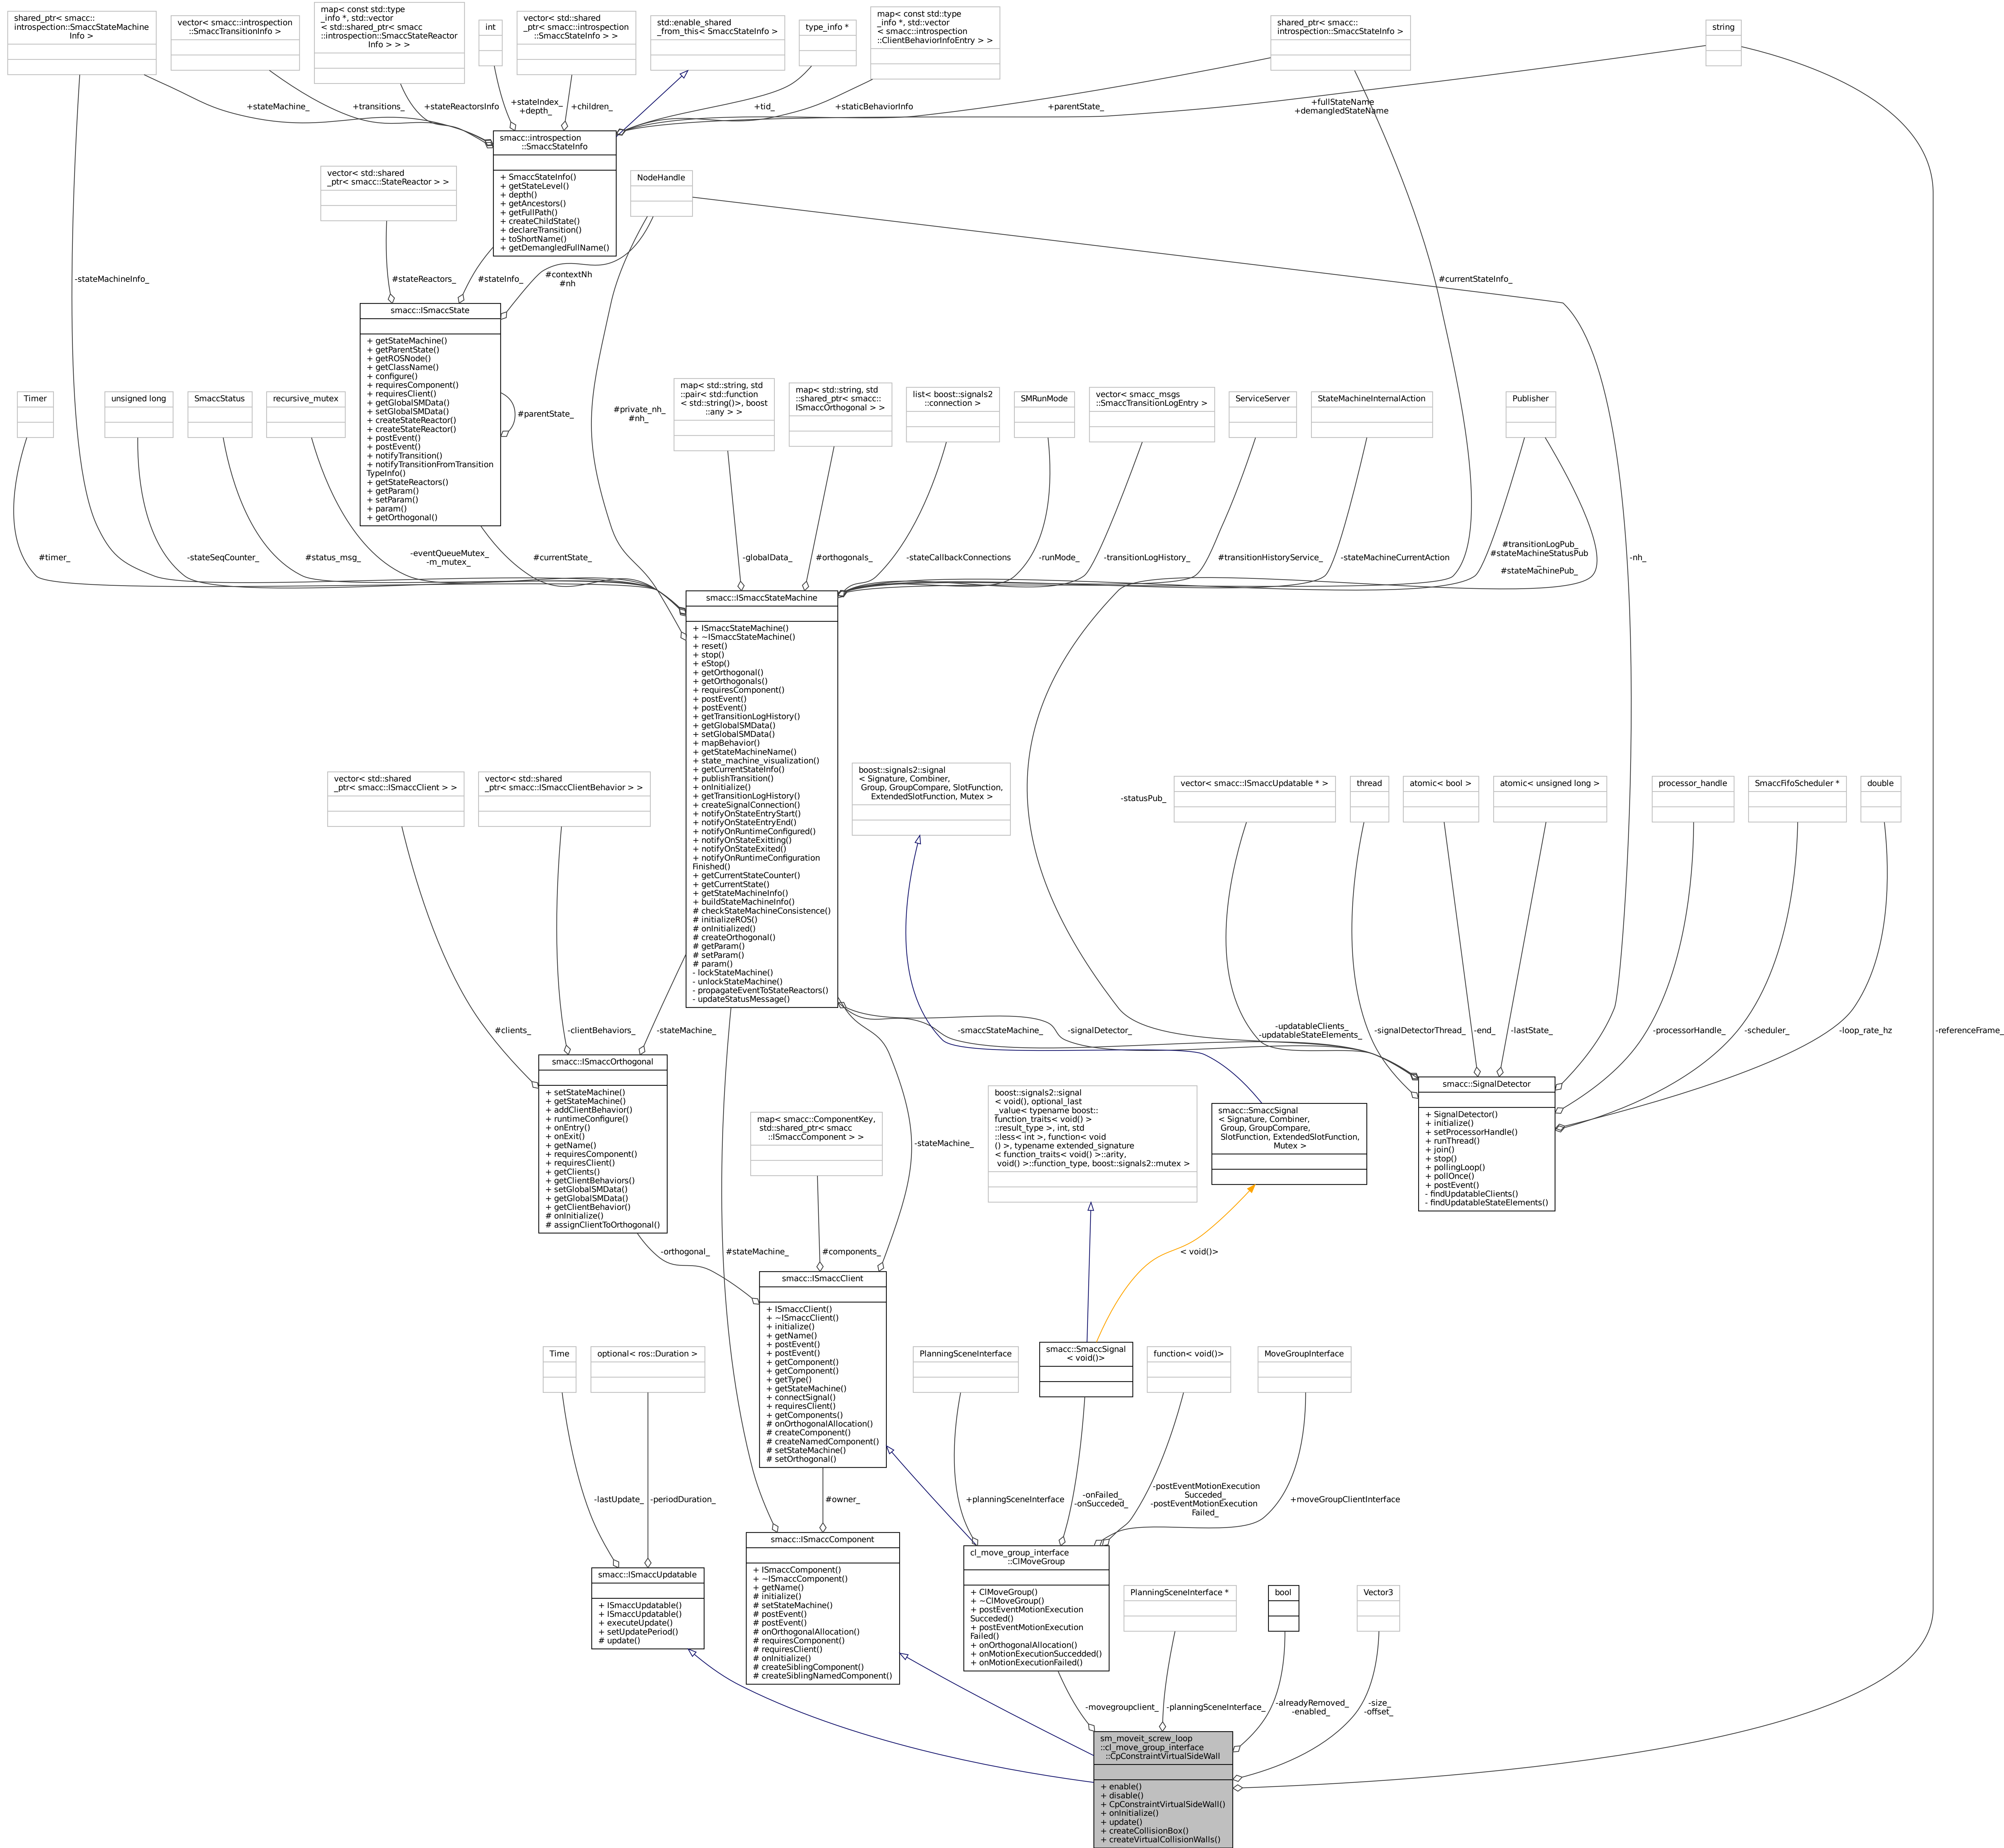 shared_ptr< smacc::
introspection::SmaccStateMachine
Info >
vector< smacc::introspection
::SmaccTransitionInfo >
map< const std::type
_info *, std::vector
< std::shared_ptr< smacc
::introspection::SmaccStateReactor
Info > > >
int
vector< std::shared
_ptr< smacc::introspection
::SmaccStateInfo > >
std::enable_shared
_from_this< SmaccStateInfo >
type_info *
map< const std::type
_info *, std::vector
< smacc::introspection
::ClientBehaviorInfoEntry > >
shared_ptr< smacc::
introspection::SmaccStateInfo >
string
+stateMachine_
+transitions_
+stateReactorsInfo
+stateIndex_
+depth_
+children_
+tid_
+staticBehaviorInfo
+parentState_
+fullStateName
+demangledStateName
smacc::introspection
::SmaccStateInfo
+ SmaccStateInfo()
+ getStateLevel()
+ depth()
+ getAncestors()
+ getFullPath()
+ createChildState()
+ declareTransition()
+ toShortName()
+ getDemangledFullName()
vector< std::shared
_ptr< smacc::StateReactor > >
NodeHandle
-stateMachineInfo_
#stateReactors_
#stateInfo_
#contextNh
#nh
#currentStateInfo_
smacc::ISmaccState
+ getStateMachine()
+ getParentState()
+ getROSNode()
+ getClassName()
+ configure()
+ requiresComponent()
+ requiresClient()
+ getGlobalSMData()
+ setGlobalSMData()
+ createStateReactor()
+ createStateReactor()
+ postEvent()
+ postEvent()
+ notifyTransition()
+ notifyTransitionFromTransition
TypeInfo()
+ getStateReactors()
+ getParam()
+ setParam()
+ param()
+ getOrthogonal()
#parentState_
#private_nh_
#nh_
Timer
unsigned long
SmaccStatus
recursive_mutex
map< std::string, std
::pair< std::function
< std::string()>, boost
::any > >
map< std::string, std
::shared_ptr< smacc::
ISmaccOrthogonal > >
list< boost::signals2
::connection >
SMRunMode
vector< smacc_msgs
::SmaccTransitionLogEntry >
ServiceServer
StateMachineInternalAction
Publisher
#timer_
-stateSeqCounter_
#status_msg_
-eventQueueMutex_
-m_mutex_
#currentState_
-globalData_
#orthogonals_
-stateCallbackConnections
-runMode_
-transitionLogHistory_
#transitionHistoryService_
-stateMachineCurrentAction
#transitionLogPub_
#stateMachineStatusPub
_
#stateMachinePub_
-nh_
smacc::ISmaccStateMachine
+ ISmaccStateMachine()
+ ~ISmaccStateMachine()
+ reset()
+ stop()
+ eStop()
+ getOrthogonal()
+ getOrthogonals()
+ requiresComponent()
+ postEvent()
+ postEvent()
+ getTransitionLogHistory()
+ getGlobalSMData()
+ setGlobalSMData()
+ mapBehavior()
+ getStateMachineName()
+ state_machine_visualization()
+ getCurrentStateInfo()
+ publishTransition()
+ onInitialize()
+ getTransitionLogHistory()
+ createSignalConnection()
+ notifyOnStateEntryStart()
+ notifyOnStateEntryEnd()
+ notifyOnRuntimeConfigured()
+ notifyOnStateExitting()
+ notifyOnStateExited()
+ notifyOnRuntimeConfiguration
Finished()
+ getCurrentStateCounter()
+ getCurrentState()
+ getStateMachineInfo()
+ buildStateMachineInfo()
# checkStateMachineConsistence()
# initializeROS()
# onInitialized()
# createOrthogonal()
# getParam()
# setParam()
# param()
- lockStateMachine()
- unlockStateMachine()
- propagateEventToStateReactors()
- updateStatusMessage()
vector< std::shared
_ptr< smacc::ISmaccClient > >
vector< std::shared
_ptr< smacc::ISmaccClientBehavior > >
boost::signals2::signal
< Signature, Combiner,
Group, GroupCompare, SlotFunction,
ExtendedSlotFunction, Mutex >
-statusPub_
vector< smacc::ISmaccUpdatable * >
thread
atomic< bool >
atomic< unsigned long >
processor_handle
SmaccFifoScheduler *
double
#clients_
-clientBehaviors_
-stateMachine_
-smaccStateMachine_
-signalDetector_
-updatableClients_
-updatableStateElements_
-signalDetectorThread_
-end_
-lastState_
-processorHandle_
-scheduler_
-loop_rate_hz
-referenceFrame_
smacc::ISmaccOrthogonal
+ setStateMachine()
+ getStateMachine()
+ addClientBehavior()
+ runtimeConfigure()
+ onEntry()
+ onExit()
+ getName()
+ requiresComponent()
+ requiresClient()
+ getClients()
+ getClientBehaviors()
+ setGlobalSMData()
+ getGlobalSMData()
+ getClientBehavior()
# onInitialize()
# assignClientToOrthogonal()
map< smacc::ComponentKey,
std::shared_ptr< smacc
::ISmaccComponent > >
-stateMachine_
boost::signals2::signal
< void(), optional_last
_value< typename boost::
function_traits< void() >
::result_type >, int, std
::less< int >, function< void
() >, typename extended_signature
< function_traits< void() >::arity,
void() >::function_type, boost::signals2::mutex >
smacc::SmaccSignal
< Signature, Combiner,
Group, GroupCompare,
SlotFunction, ExtendedSlotFunction,
Mutex >
smacc::SignalDetector
+ SignalDetector()
+ initialize()
+ setProcessorHandle()
+ runThread()
+ join()
+ stop()
+ pollingLoop()
+ pollOnce()
+ postEvent()
- findUpdatableClients()
- findUpdatableStateElements()
-orthogonal_
#stateMachine_
#components_
< void()>
smacc::ISmaccClient
+ ISmaccClient()
+ ~ISmaccClient()
+ initialize()
+ getName()
+ postEvent()
+ postEvent()
+ getComponent()
+ getComponent()
+ getType()
+ getStateMachine()
+ connectSignal()
+ requiresClient()
+ getComponents()
# onOrthogonalAllocation()
# createComponent()
# createNamedComponent()
# setStateMachine()
# setOrthogonal()
Time
optional< ros::Duration >
PlanningSceneInterface
smacc::SmaccSignal
< void()>
function< void()>
MoveGroupInterface
-lastUpdate_
-periodDuration_
#owner_
+planningSceneInterface
-onFailed_
-onSucceded_
-postEventMotionExecution
Succeded_
-postEventMotionExecution
Failed_
+moveGroupClientInterface
smacc::ISmaccUpdatable
+ ISmaccUpdatable()
+ ISmaccUpdatable()
+ executeUpdate()
+ setUpdatePeriod()
# update()
smacc::ISmaccComponent
+ ISmaccComponent()
+ ~ISmaccComponent()
+ getName()
# initialize()
# setStateMachine()
# postEvent()
# postEvent()
# onOrthogonalAllocation()
# requiresComponent()
# requiresClient()
# onInitialize()
# createSiblingComponent()
# createSiblingNamedComponent()
cl_move_group_interface
::ClMoveGroup
+ ClMoveGroup()
+ ~ClMoveGroup()
+ postEventMotionExecution
Succeded()
+ postEventMotionExecution
Failed()
+ onOrthogonalAllocation()
+ onMotionExecutionSuccedded()
+ onMotionExecutionFailed()
PlanningSceneInterface *
bool
Vector3
-movegroupclient_
-planningSceneInterface_
-alreadyRemoved_
-enabled_
-size_
-offset_
sm_moveit_screw_loop
::cl_move_group_interface
::CpConstraintVirtualSideWall
+ enable()
+ disable()
+ CpConstraintVirtualSideWall()
+ onInitialize()
+ update()
+ createCollisionBox()
+ createVirtualCollisionWalls()